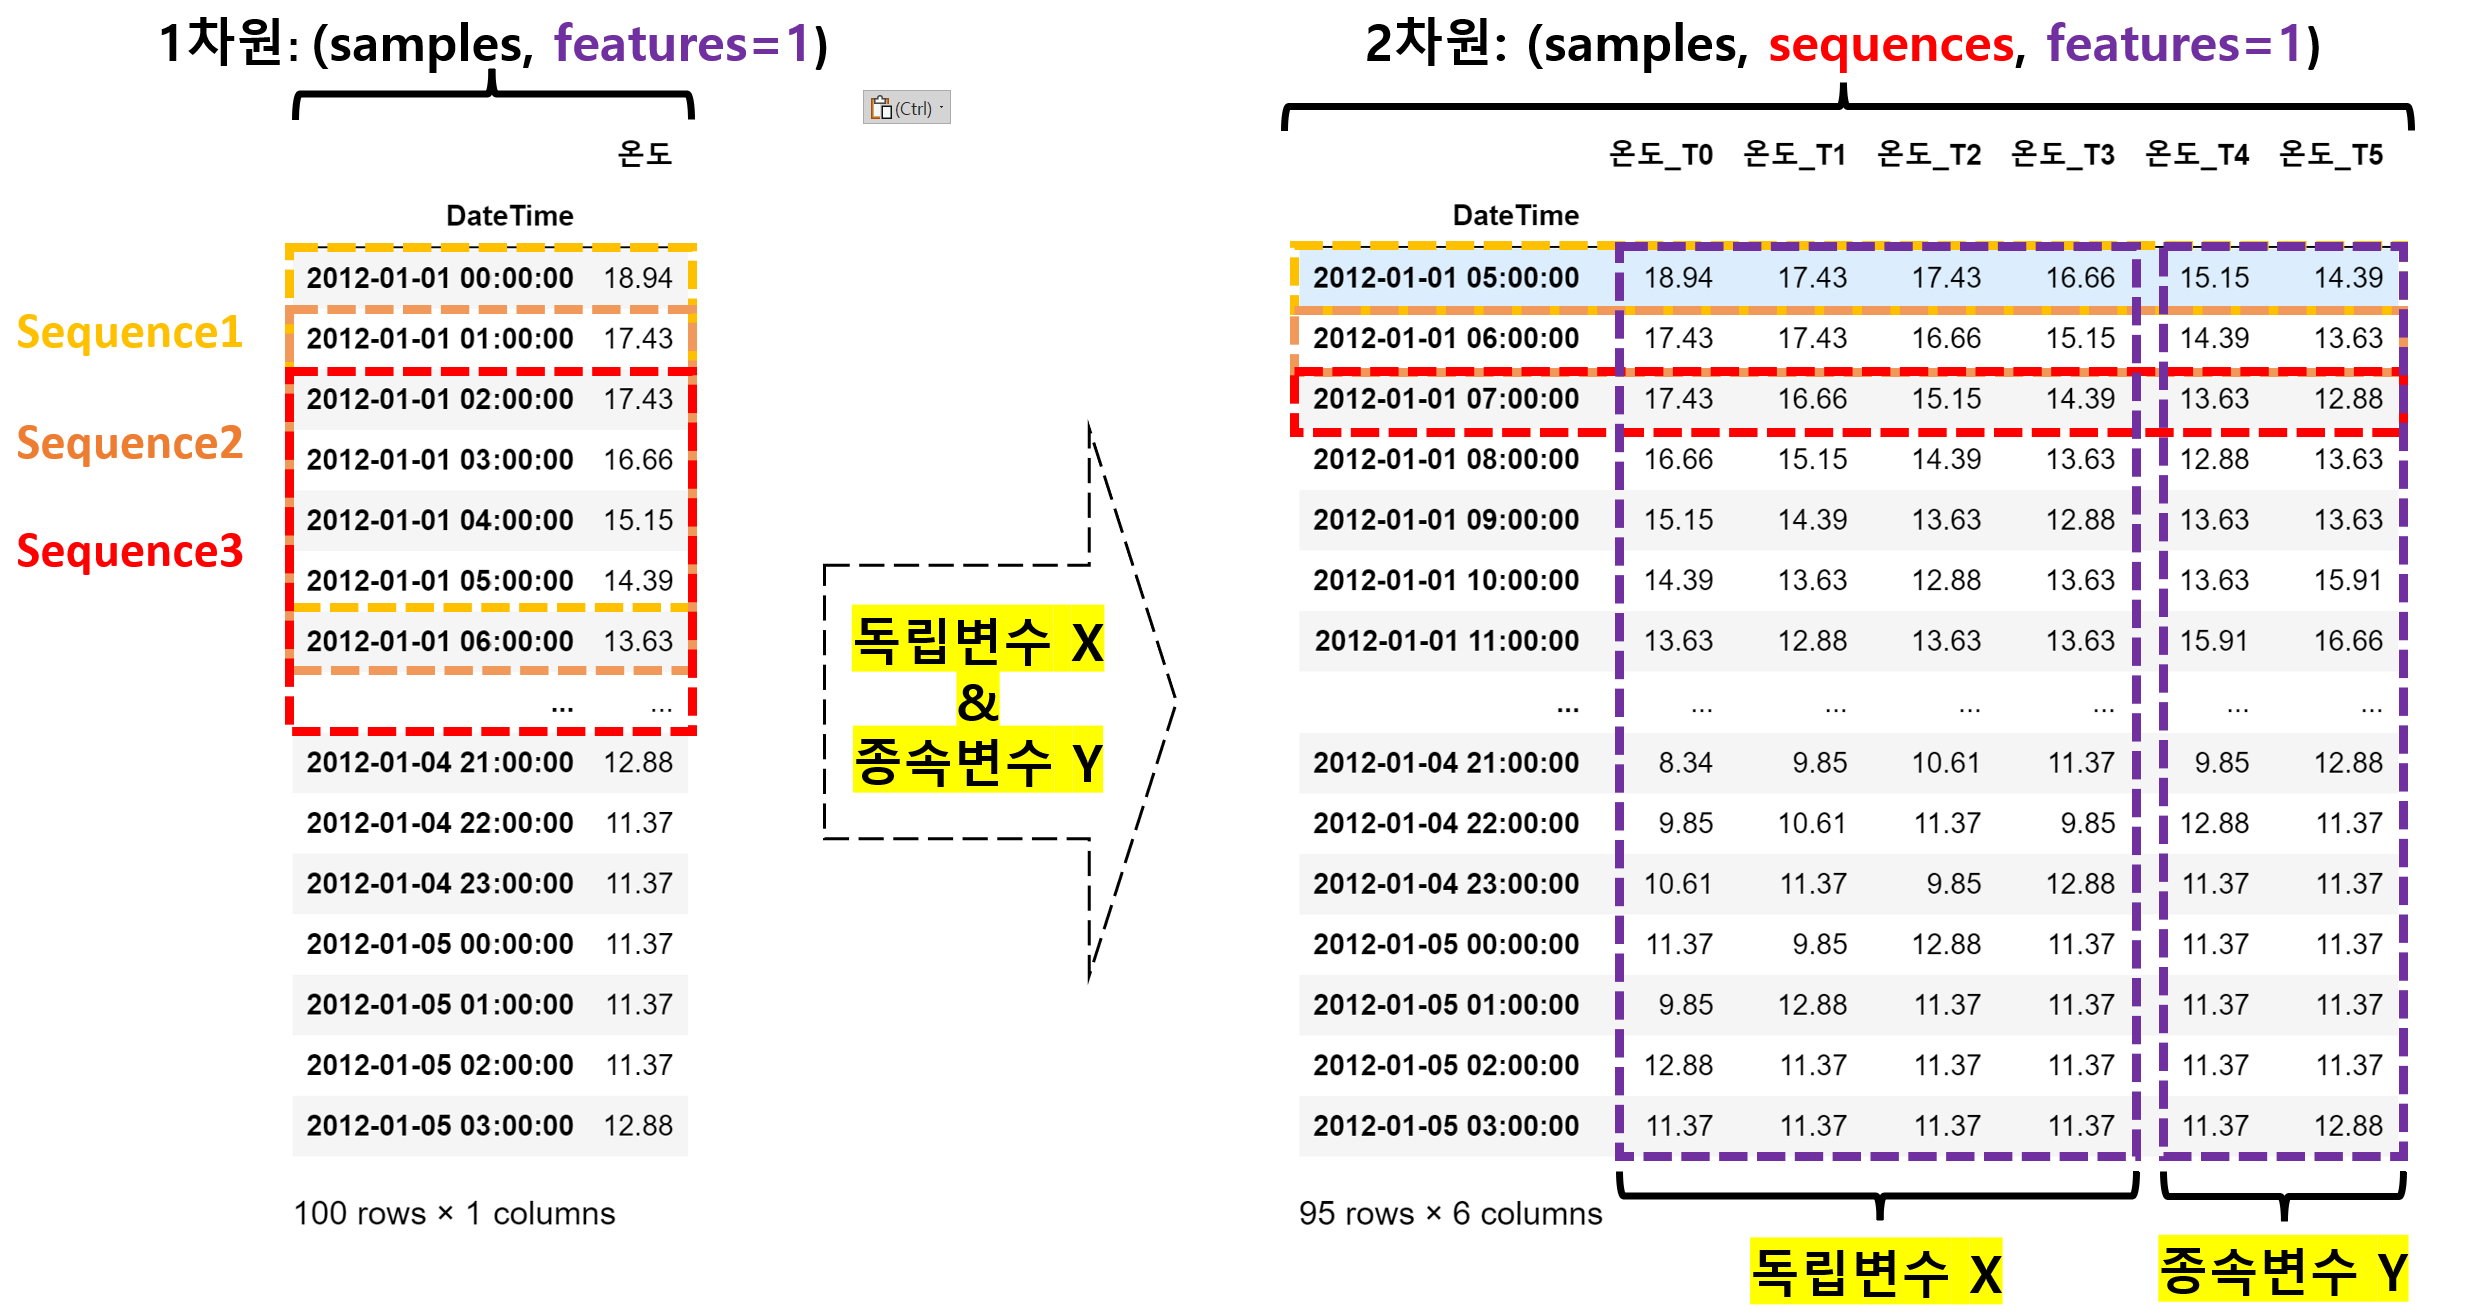 1차원: (samples, features=1)
(Ctrl)
온도
DateTime
2012-01-01 00:00:00 18.94
2012-01-01 01:00:00 17.43
2012-01-01 02:00:00 17.43
2012-01-01 03:00:00 16.66
2012-01-01 04:00:00 15.15
2012-01-01 05:00:00 14.39
2012-01-01 06:00:00 13.63
... ...
2012-01-04 21:00:00 12.88
2012-01-04 22:00:00 11.37
2012-01-04 23:00:00 11.37
2012-01-05 00:00:00 11.37
2012-01-05 01:00:00 11.37
2012-01-05 02:00:00 11.37
2012-01-05 03:00:00 12.88
100 rows × 1 columns
Sequence1
Sequence2
Sequence3
독립변수 X
&
종속변수 Y
2차원: (samples, sequences, features=1)
온도_T0 온도_T1 온도_T2 온도_T3 온도_T4 온도_T5
DateTime
2012-01-01 05:00:00 18.94 17.43 17.43 16.66 15.15 14.39
2012-01-01 06:00:00 17.43 17.43 16.66 15.15 14.39 13.63
2012-01-01 07:00:00 17.43 16.66 15.15 14.39 13.63 12.88
2012-01-01 08:00:00 16.66 15.15 14.39 13.63 12.88 13.63
2012-01-01 09:00:00 15.15 14.39 13.63 12.88 13.63 13.63
2012-01-01 10:00:00 14.39 13.63 12.88 13.63 13.63 15.91
2012-01-01 11:00:00 13.63 12.88 13.63 13.63 15.91 16.66
... ... ... ... ... ... ...
2012-01-04 21:00:00 8.34 9.85 10.61 11.37 9.85 12.88
2012-01-04 22:00:00 9.85 10.61 11.37 9.85 12.88 11.37
2012-01-04 23:00:00 10.61 11.37 9.85 12.88 11.37 11.37
2012-01-05 00:00:00 11.37 9.85 12.88 11.37 11.37 11.37
2012-01-05 01:00:00 9.85 12.88 11.37 11.37 11.37 11.37
2012-01-05 02:00:00 12.88 11.37 11.37 11.37 11.37 11.37
2012-01-05 03:00:00 11.37 11.37 11.37 11.37 11.37 12.88
95 rows × 6 columns
독립변수 X
종속변수 Y